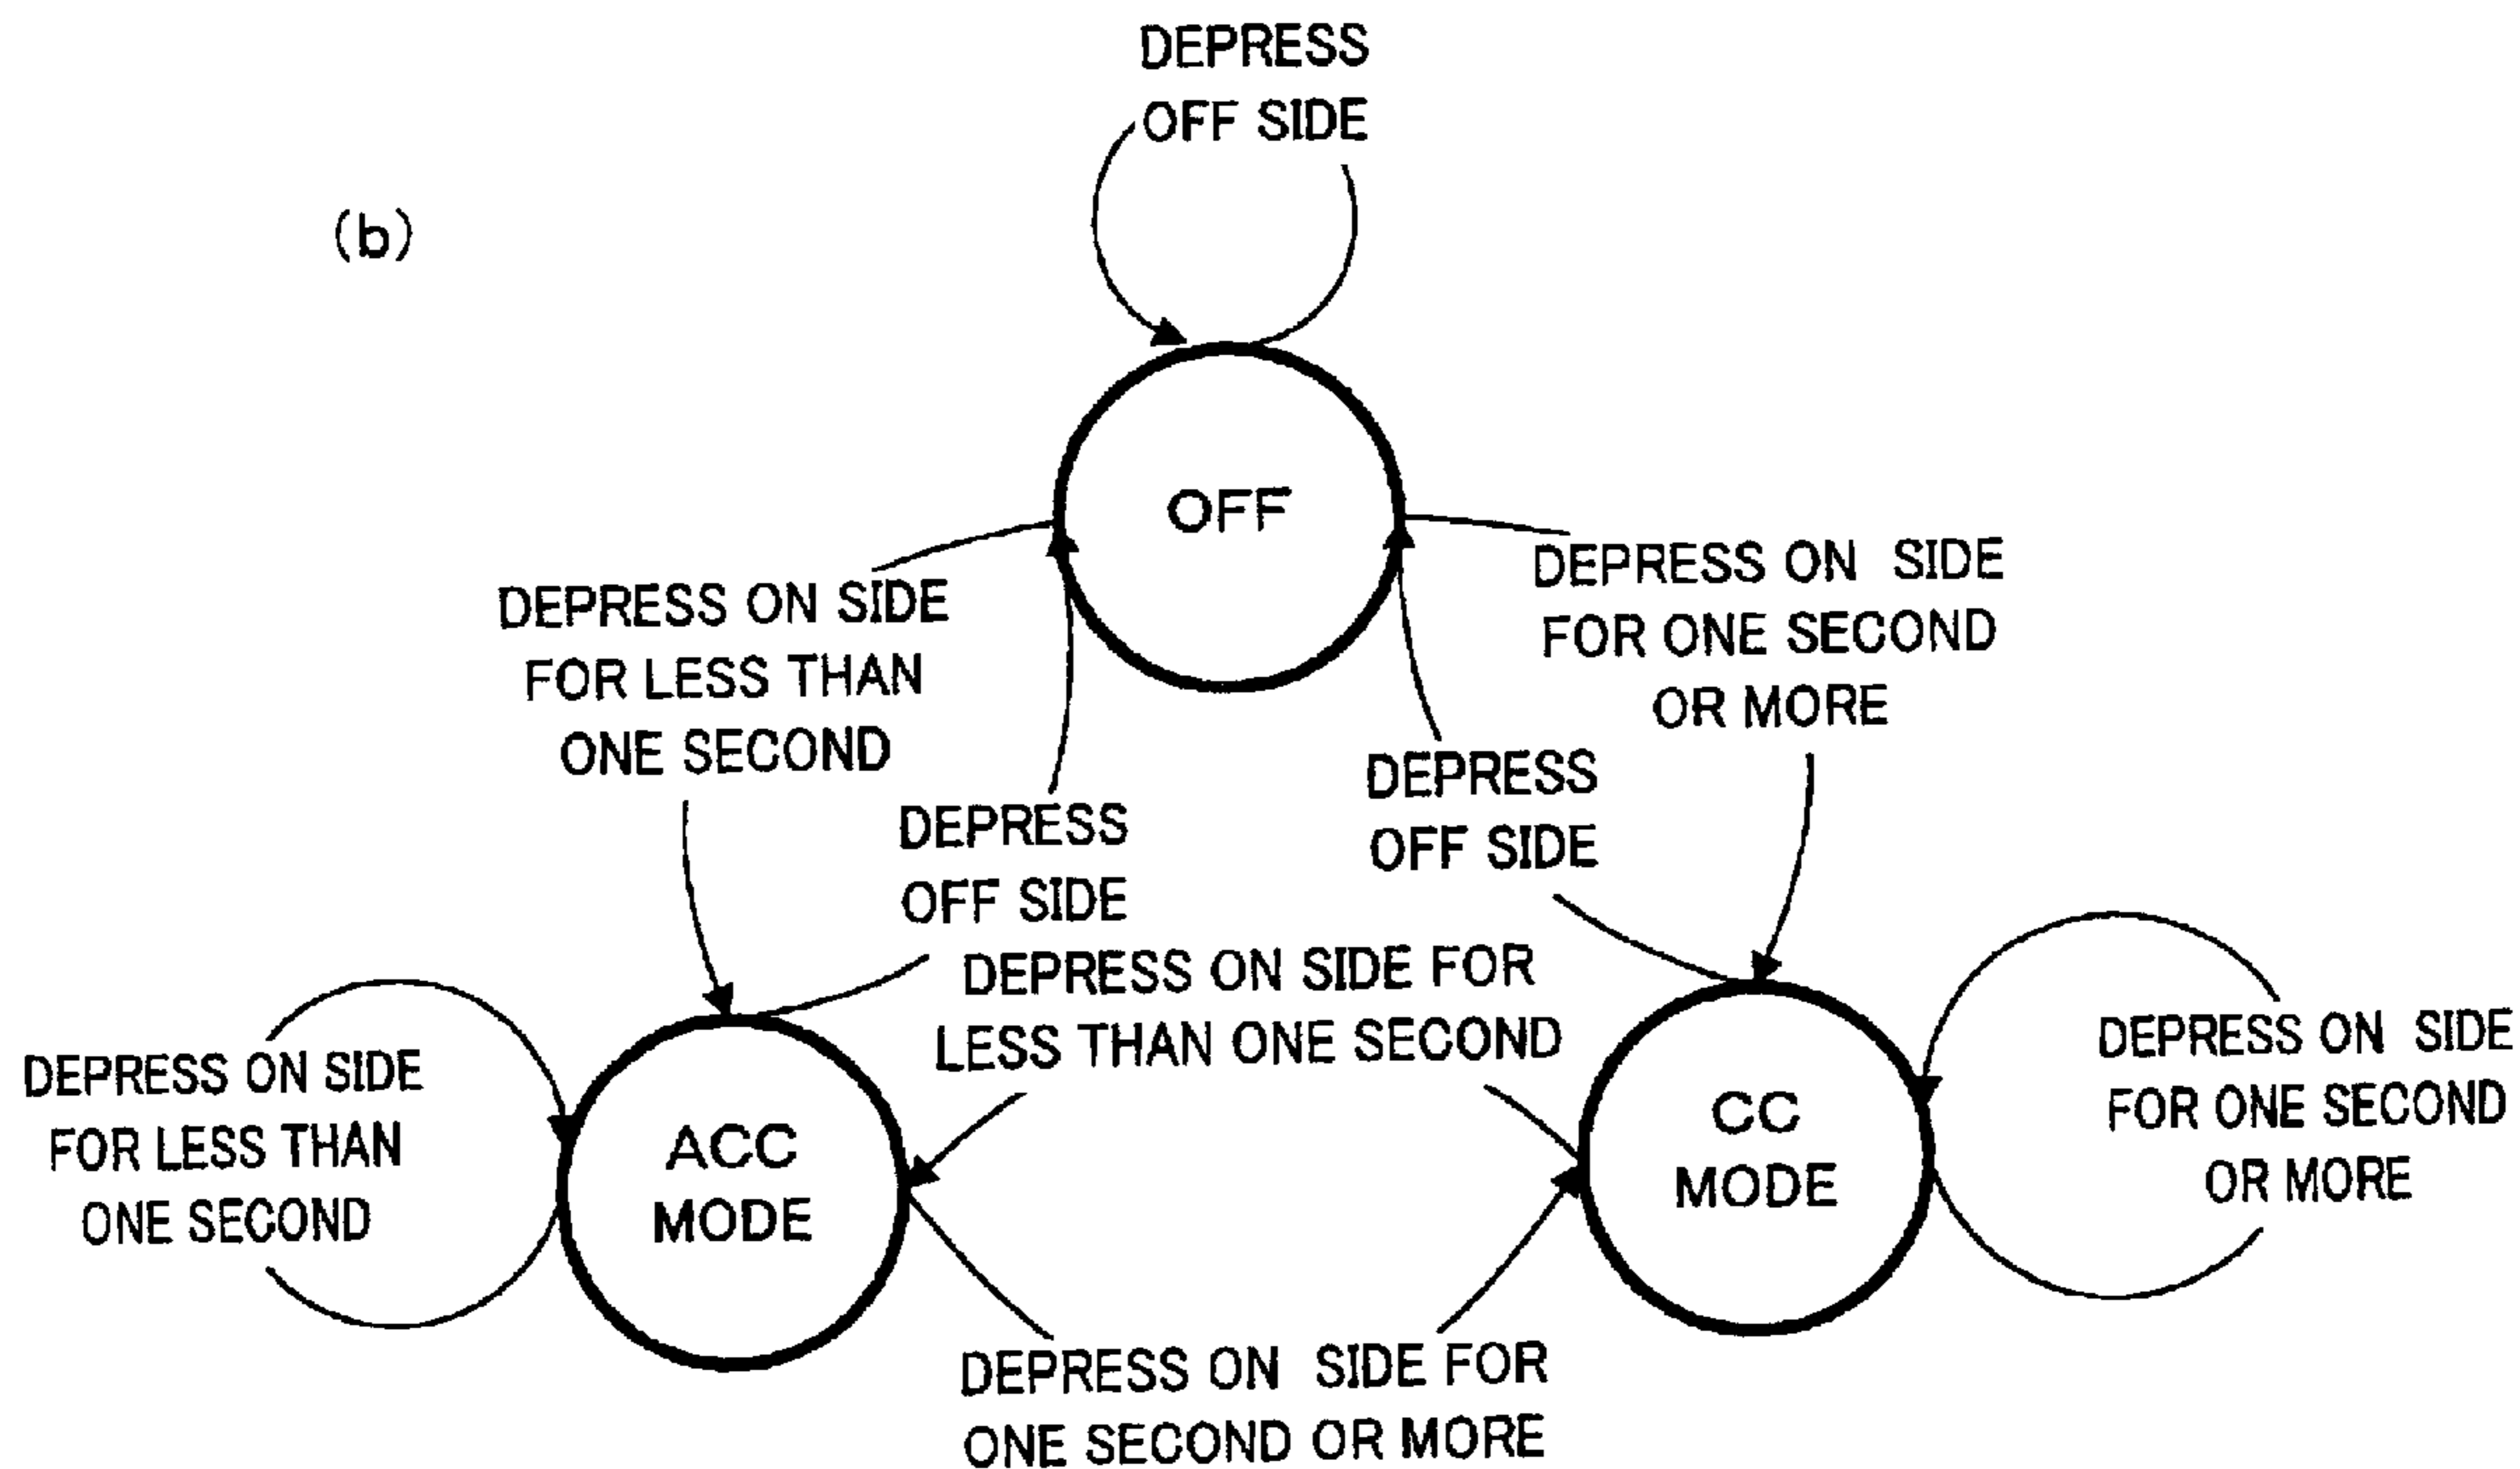 DEPRESS
OFF SIDE
(b)
OFF
DEPRESS ON SIDE
FOR LESS THAN
ONE SECOND
DEPRESS ON SIDE
FOR ONE SECOND
OR MORE
DEPRESS
OFF SIDE
DEPRESS
OFF SIDE
DEPRESS ON SIDE FOR
LESS THAN ONE SECOND
DEPRESS ON SIDE
FOR LESS THAN
ONE SECOND
ACC
MODE
CC
MODE
DEPRESS ON SIDE
FOR ONE SECOND
OR MORE
DEPRESS ON SIDE FOR
ONE SECOND OR MORE